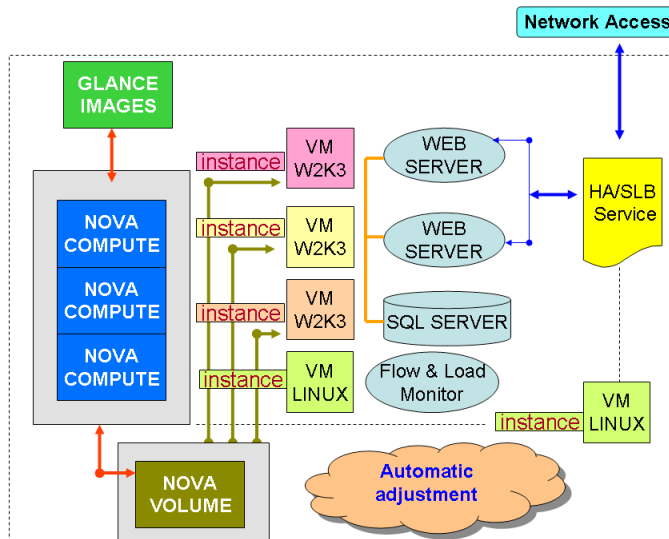 Network Access
GLANCE
IMAGES
instance
VM
W2K3
WEB
SERVER
HA/SLB
Service
NOVA
COMPUTE
instance
VM
W2K3
WEB
SERVER
NOVA
COMPUTE
instance
VM
W2K3
SQL SERVER
NOVA
COMPUTE
instance
VM
LINUX
Flow & Load
Monitor
instance
VM
LINUX
NOVA
VOLUME
Automatic
adjustment